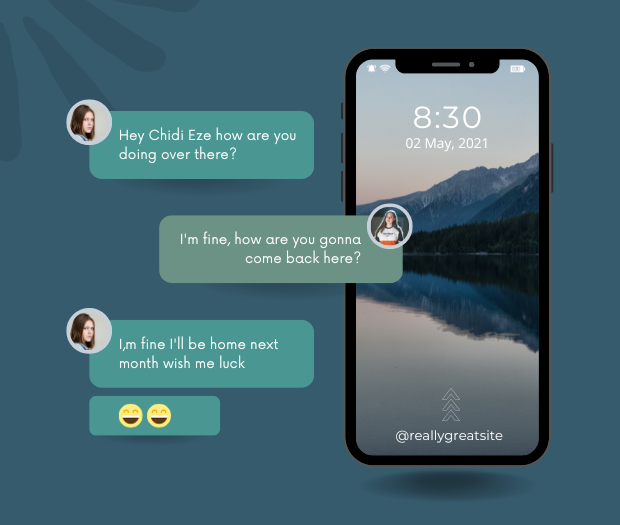 8:30
02 May, 2021
Hey Chidi Eze how are you
doing over there?
I'm fine, how are you gonna
come back here?
I,m fine I'll be home next
month wish me luck
@reallygreatsite